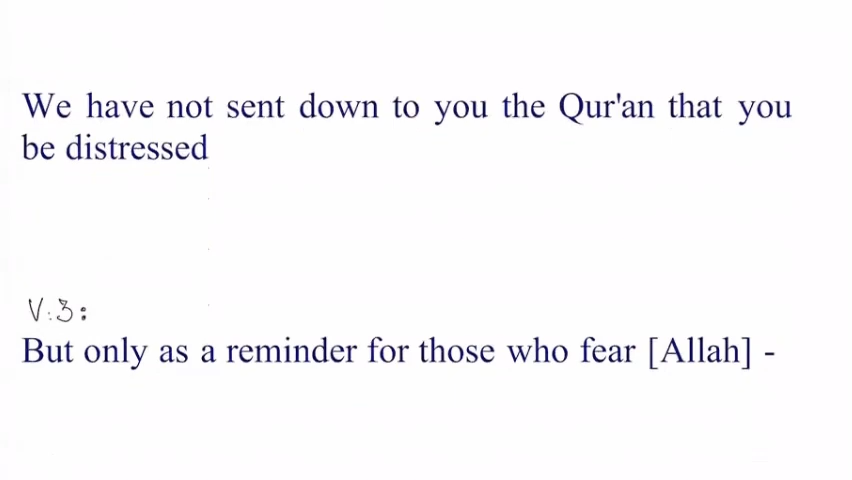 We have not sent down to you the Qur'an that you
be distressed
V.3:
But only as a reminder for those who fear [Allah] -